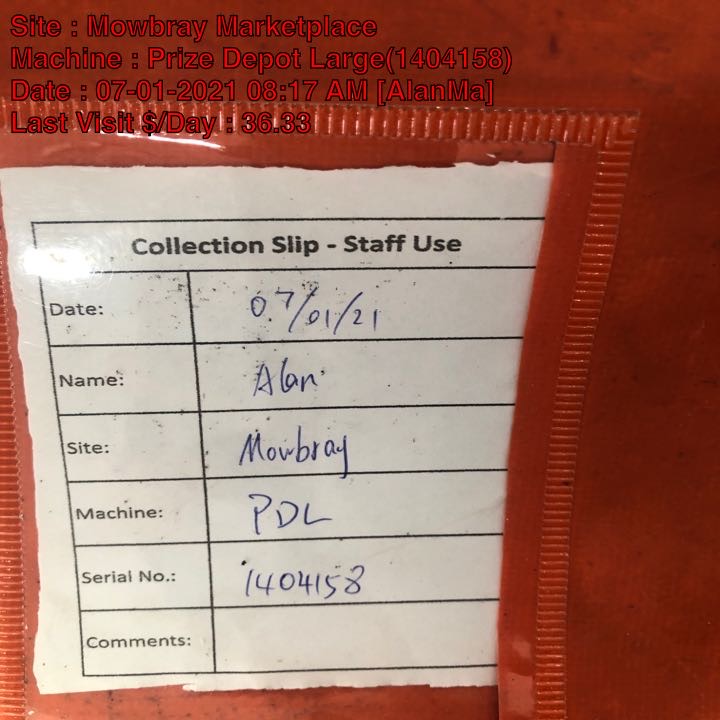 Site : Mowbray Marketplace
Machine : Prize Depot Large(1404158)
Date : 07-01-2021 08:17 AM [AlanMa]
Last Visit $/Day : 36.33
Collection Slip - Staff Use
Date: 07/01/21
Name: Alan
Site: Mowbray
Machine: PDL
Serial No.: 1404158
Comments: